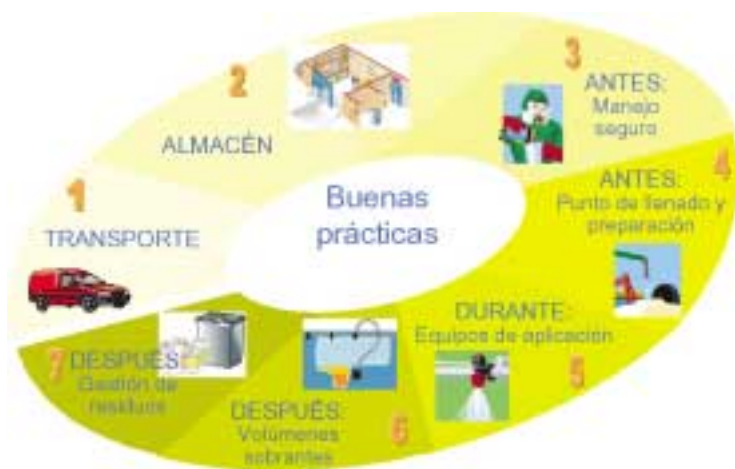 Buenas
prácticas
1
TRANSPORTE
2
ALMACÉN
3
ANTES:
Manejo
seguro
4
ANTES:
Punto de llenado y
preparación
DURANTE:
Equipos de aplicación
5
6
DESPUÉS:
Volúmenes
sobrantes
7 DESPUÉS:
Gestión de
residuos